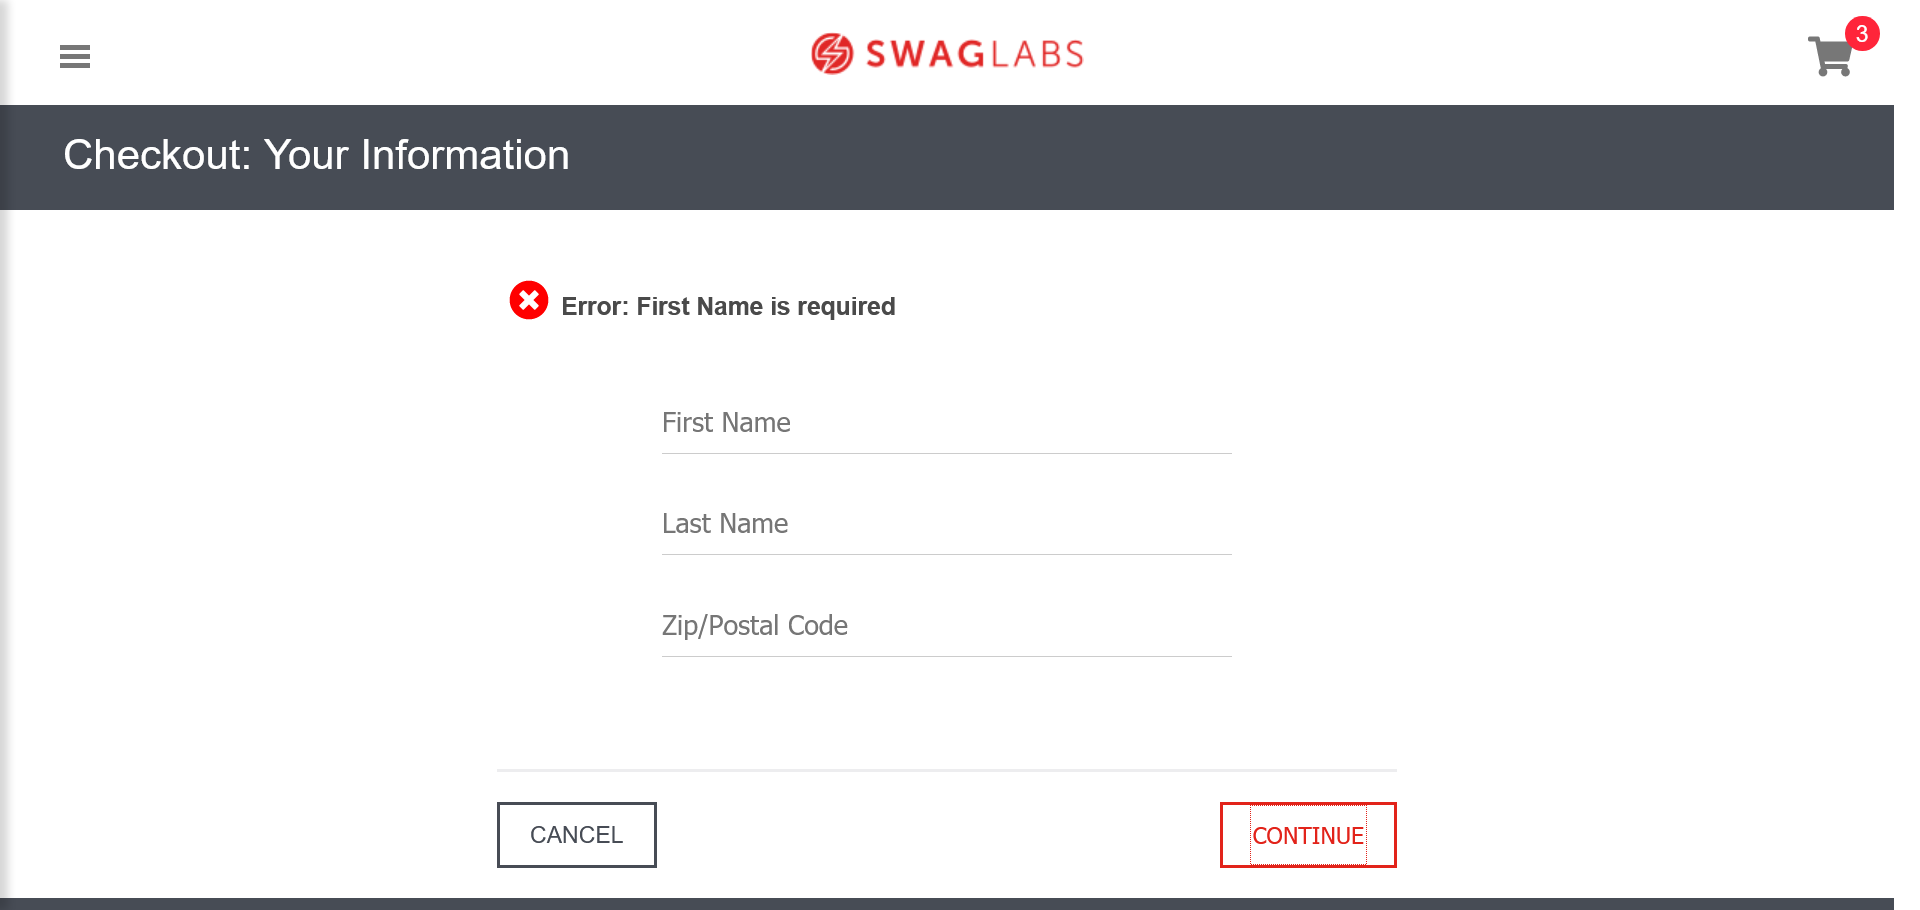 SWAGLABS
3
Checkout: Your Information
Error: First Name is required
First Name
Last Name
Zip/Postal Code
CANCEL
CONTINUE